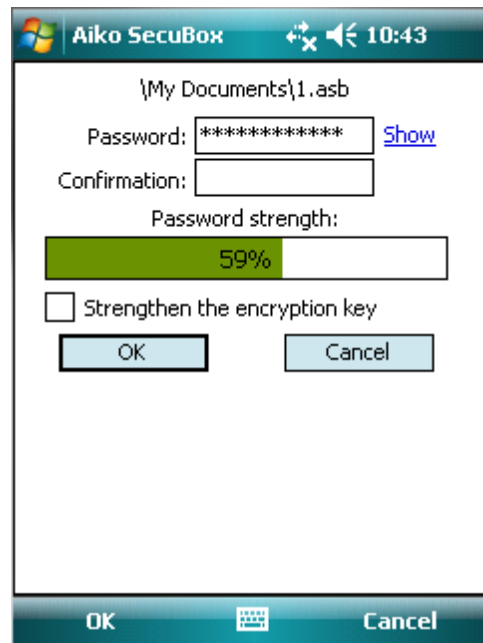 Aiko SecuBox 10:43
\My Documents\1.asb
Password: ************ Show
Confirmation:
Password strength:
59%
Strengthen the encryption key
OK Cancel
OK Cancel